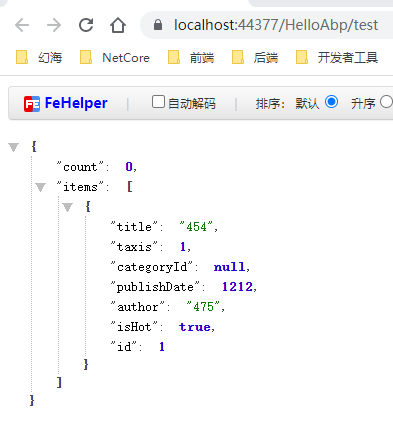 localhost:44377/HelloAbp/test
幻海 NetCore 前端 后端 开发者工具
FE FeHelper | 自动解码 | 排序: 默认 升序
{
"count": 0,
"items": [
{
"title": "454",
"taxis": 1,
"categoryId": null,
"publishDate": 1212,
"author": "475",
"isHot": true,
"id": 1
}
]
}